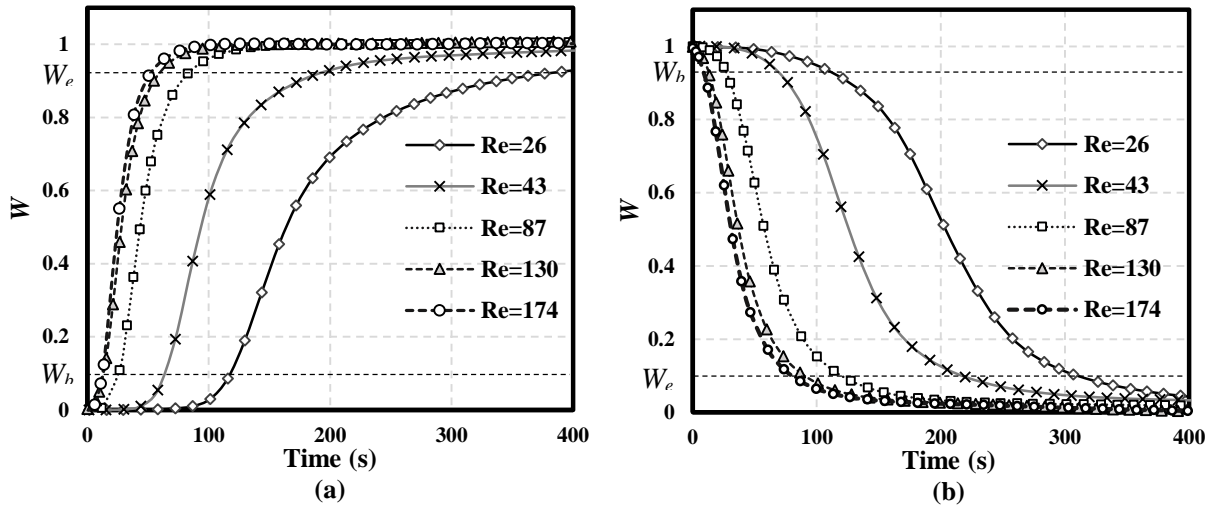 1
W_e
0.8
0.6
W
0.4
0.2
W_b
0
0 100 200 300 400
Time (s)
(a)
Re=26
Re=43
Re=87
Re=130
Re=174
1
W_b
0.8
0.6
W
0.4
0.2
W_e
0
0 100 200 300 400
Time (s)
(b)
Re=26
Re=43
Re=87
Re=130
Re=174